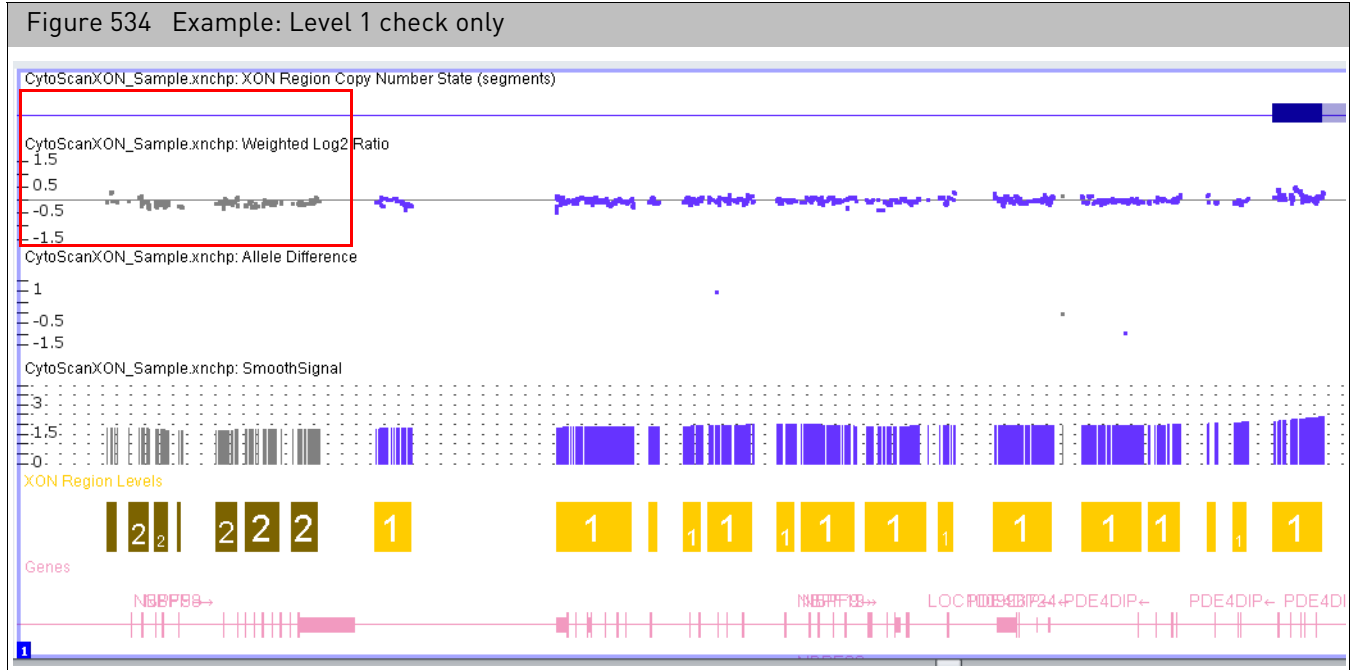 Figure 534 Example: Level 1 check only
CytoScanXON_Sample.xnchp: XON Region Copy Number State (segments)
CytoScanXON_Sample.xnchp: Weighted Log2 Ratio
1.5
0.5
-0.5
-1.5
CytoScanXON_Sample.xnchp: Allele Difference
1
-0.5
-1.5
CytoScanXON_Sample.xnchp: SmoothSignal
3
1.5
0
XON Region Levels
2 2 2 2 2 1 1 1 1 1 1 1 1 1 1 1 1 1
Genes
PDE4DIP← PDE4DIP← PDE4DI
1